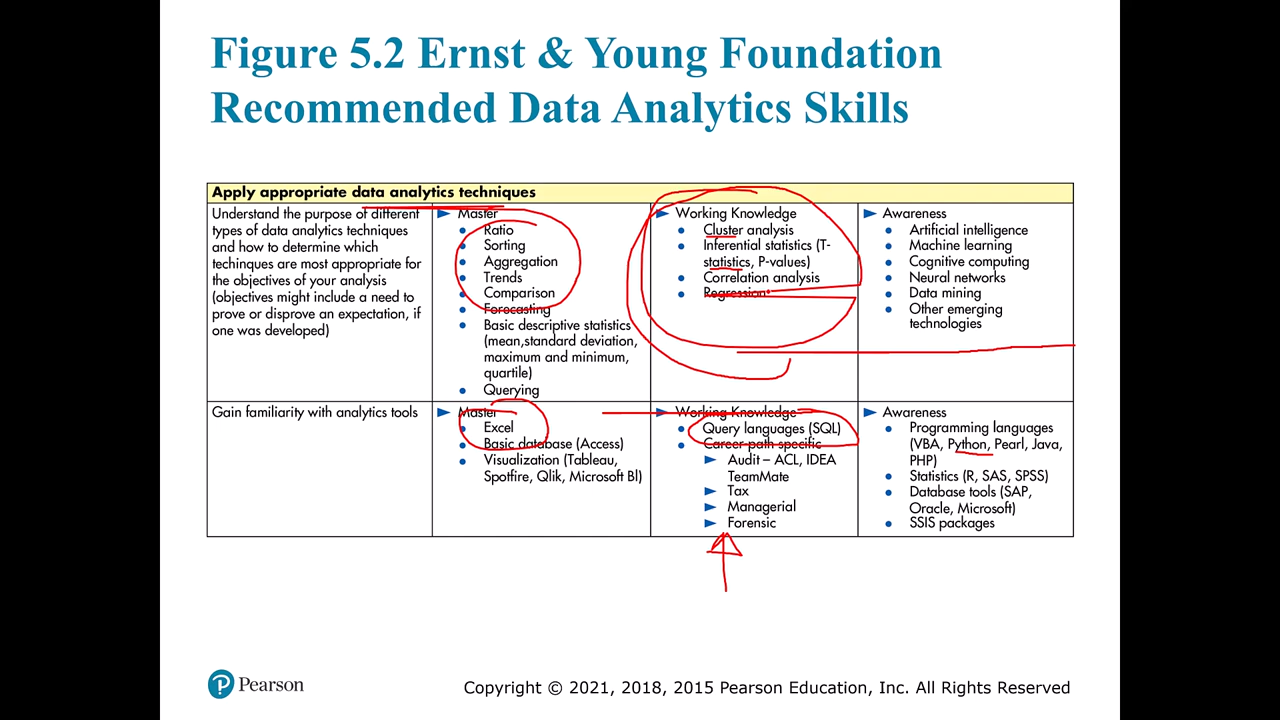 Figure 5.2 Ernst & Young Foundation
Recommended Data Analytics Skills
Apply appropriate data analytics techniques
Understand the purpose of different
types of data analytics techniques
and how to determine which
techinques are most appropriate for
the objectives of your analysis
(objectives might include a need to
prove or disprove an expectation, if
one was developed)
Master
Ratio
Sorting
Aggregation
Trends
Comparison
Forecasting
Basic descriptive statistics
(mean,standard deviation,
maximum and minimum,
quartile)
Querying
Working Knowledge
Cluster analysis
Inferential statistics (T-
statistics, P-values)
Correlation analysis
Regression
Awareness
Artificial intelligence
Machine learning
Cognitive computing
Neural networks
Data mining
Other emerging
technologies
Gain familiarity with analytics tools
Master
Excel
Basic database (Access)
Visualization (Tableau,
Spotfire, Qlik, Microsoft BI)
Working Knowledge
Query languages (SQL)
Career path specific
Audit – ACL, IDEA
TeamMate
Tax
Managerial
Forensic
Awareness
Programming languages
(VBA, Python, Pearl, Java,
PHP)
Statistics (R, SAS, SPSS)
Database tools (SAP,
Oracle, Microsoft)
SSIS packages
Pearson
Copyright © 2021, 2018, 2015 Pearson Education, Inc. All Rights Reserved